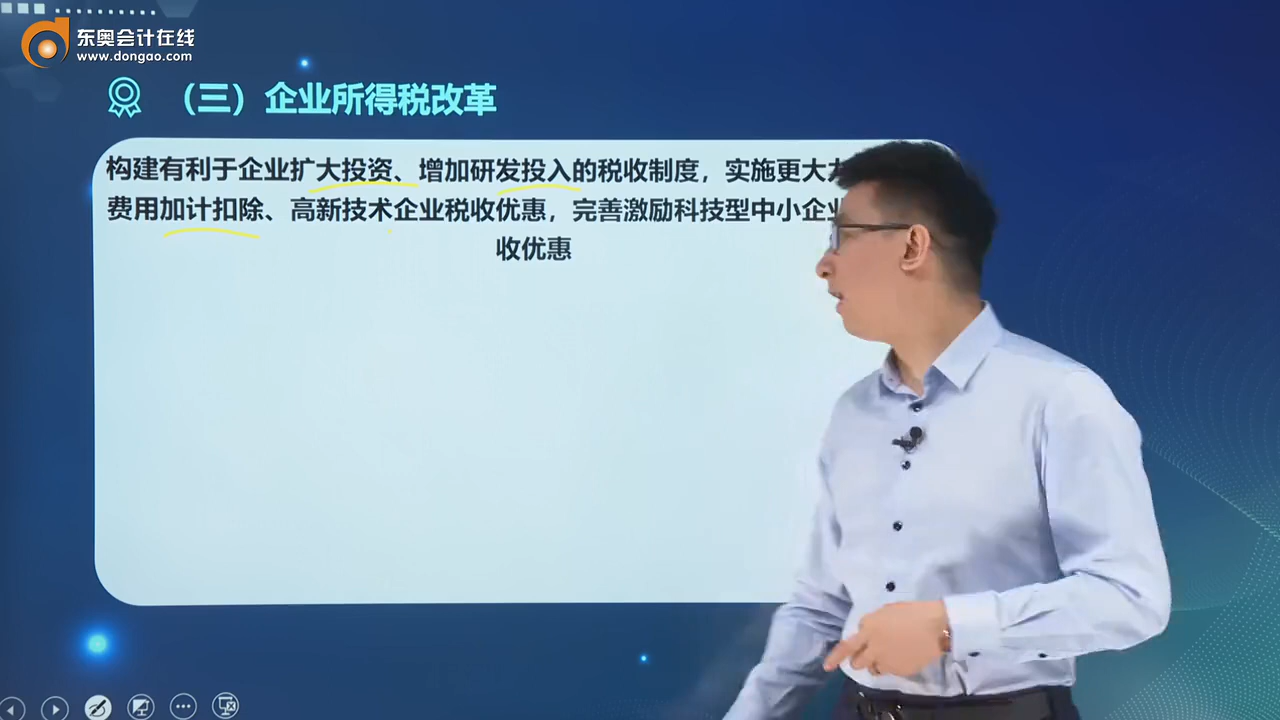 东奥会计在线
www.dongao.com
（三）企业所得税改革
构建有利于企业扩大投资、增加研发投入的税收制度，实施更大
费用加计扣除、高新技术企业税收优惠，完善激励科技型中小企业
收优惠